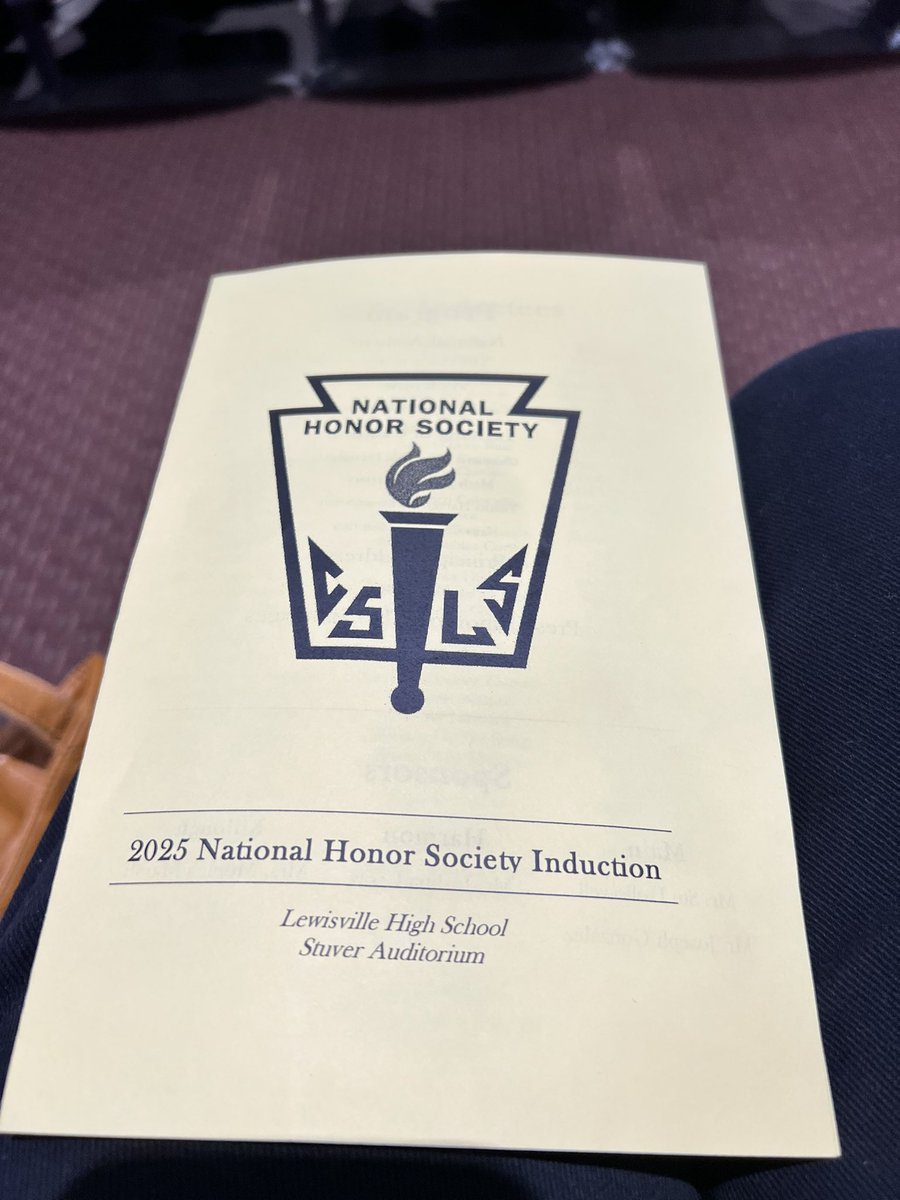 NATIONAL
HONOR SOCIETY
C S L S
2025 National Honor Society Induction
Lewisville High School
Stuver Auditorium